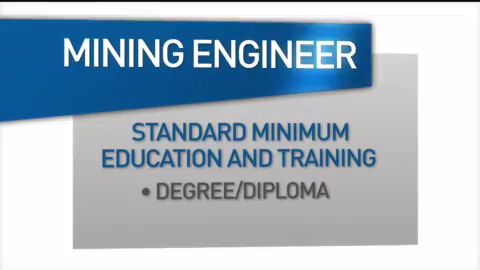 MINING ENGINEER
STANDARD MINIMUM
EDUCATION AND TRAINING
• DEGREE/DIPLOMA